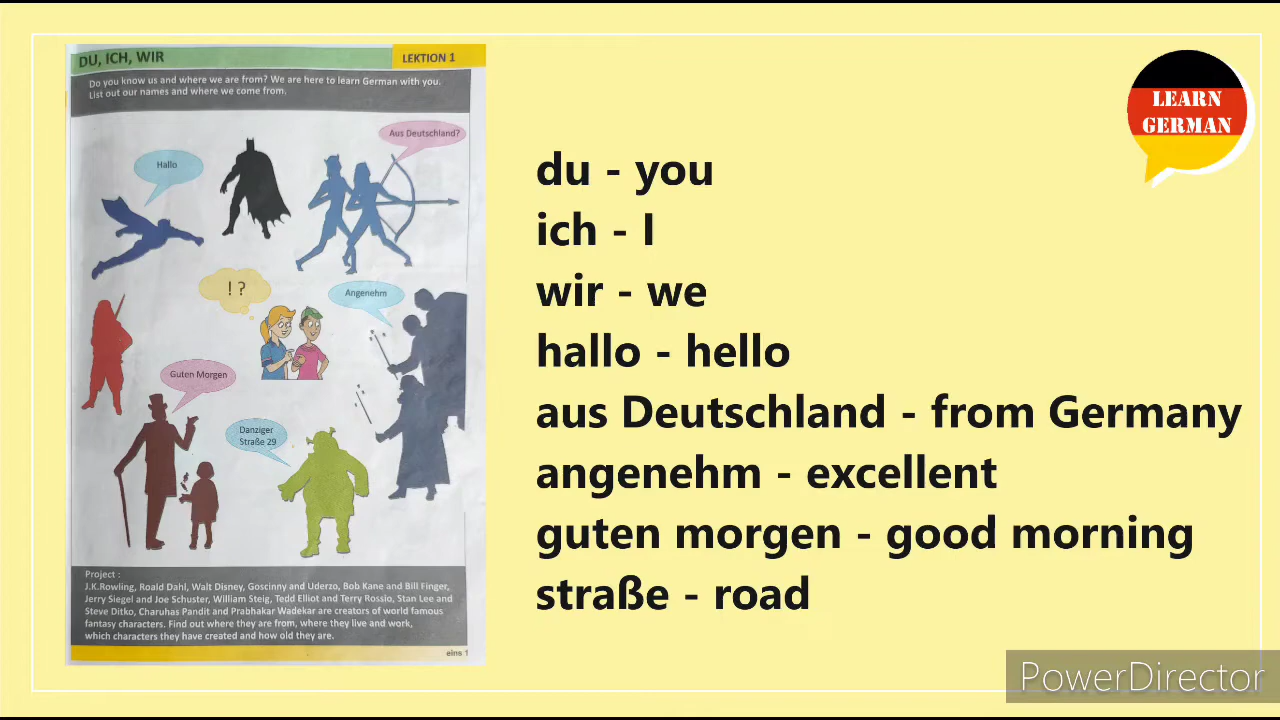 DU, ICH, WIR
LEKTION 1
Do you know us and where we are from? We are here to learn German with you.
List out our names and where we come from.
Aus Deutschland?
Hallo
! ?
Angenehm
Guten Morgen
Danziger
Straße 29
Project :
J.K.Rowling, Roald Dahl, Walt Disney, Goscinny and Uderzo, Bob Kane and Bill Finger,
Jerry Siegel and Joe Schuster, William Steig, Tedd Elliot and Terry Rossio, Stan Lee and
Steve Ditko, Charuhas Pandit and Prabhakar Wadekar are creators of world famous
fantasy characters. Find out where they are from, where they live and work,
which characters they have created and how old they are.
eins 1
du - you
ich - I
wir - we
hallo - hello
aus Deutschland - from Germany
angenehm - excellent
guten morgen - good morning
straße - road
LEARN
GERMAN
PowerDirector